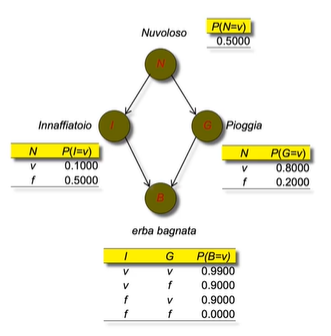 Nuvoloso
P(N=v)
0.5000
N
Innaffiatoio
I
G
Pioggia
N P(I=v)
v 0.1000
f 0.5000
N P(G=v)
v 0.8000
f 0.2000
B
erba bagnata
I G P(B=v)
v v 0.9900
v f 0.9000
f v 0.9000
f f 0.0000